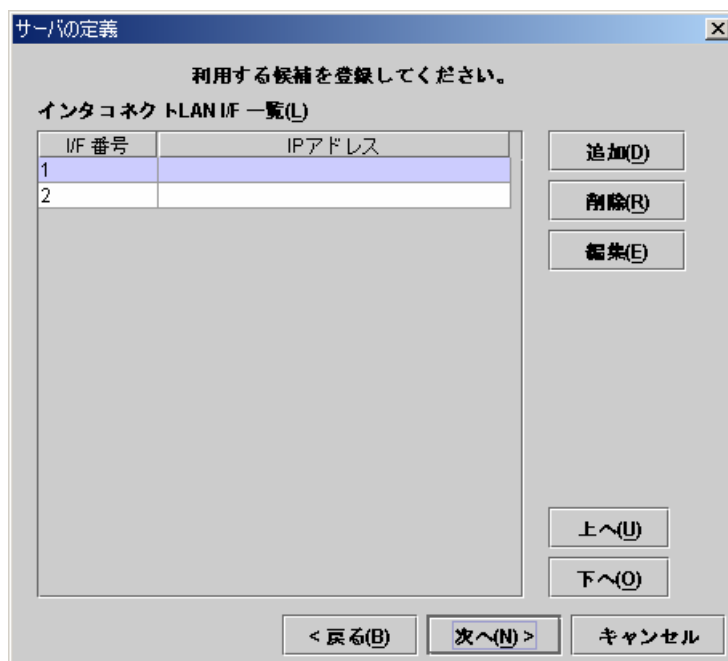 サーバの定義
利用する候補を登録してください。
インタコネクトLAN I/F 一覧(L)
I/F 番号 IPアドレス
1
2
追加(D)
削除(R)
編集(E)
上へ(U)
下へ(O)
< 戻る(B) 次へ(N) > キャンセル